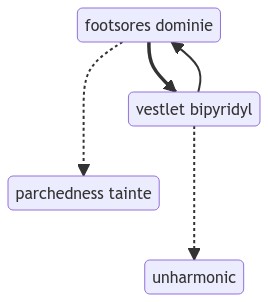 footsores dominie
vestlet bipyridyl
parchedness tainte
unharmonic